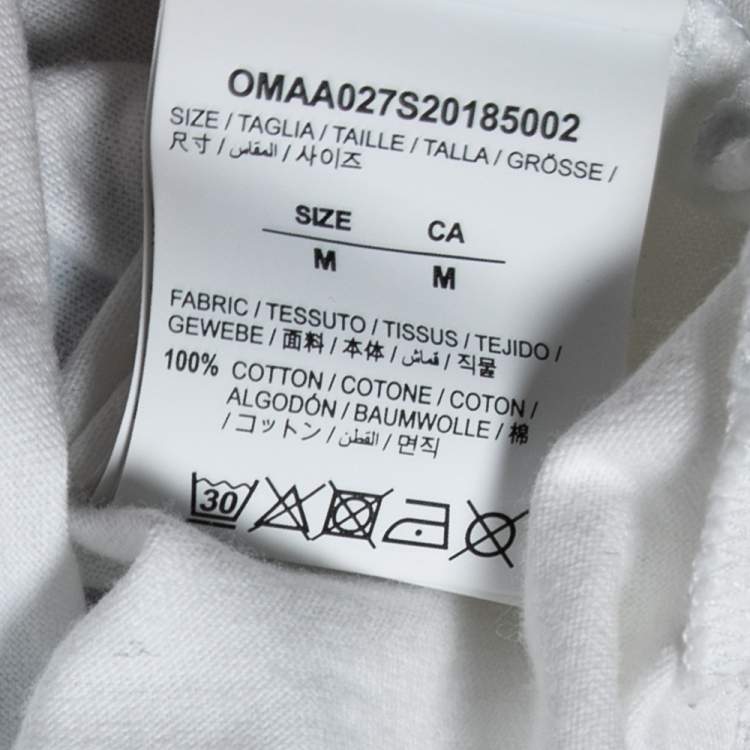 OMAA027S20185002
SIZE / TAGLIA / TAILLE / TALLA / GRÖSSE /
尺寸 / المقاس / 사이즈
SIZE CA
M M
FABRIC / TESSUTO / TISSUS / TEJIDO /
GEWEBE / 面料 / 本体 / قماش / 직물
100% COTTON / COTONE / COTON /
ALGODÓN / BAUMWOLLE / 棉
/ コットン / القطن / 면직
30